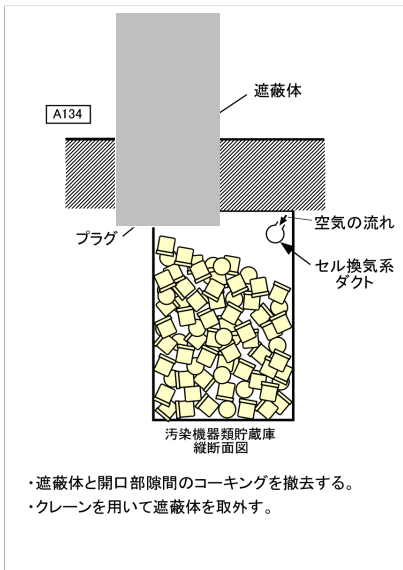 遮蔽体
A134
空気の流れ
プラグ
セル換気系
ダクト
汚染機器類貯蔵庫
縦断面図
・遮蔽体と開口部隙間のコーキングを撤去する。
・クレーンを用いて遮蔽体を取外す。